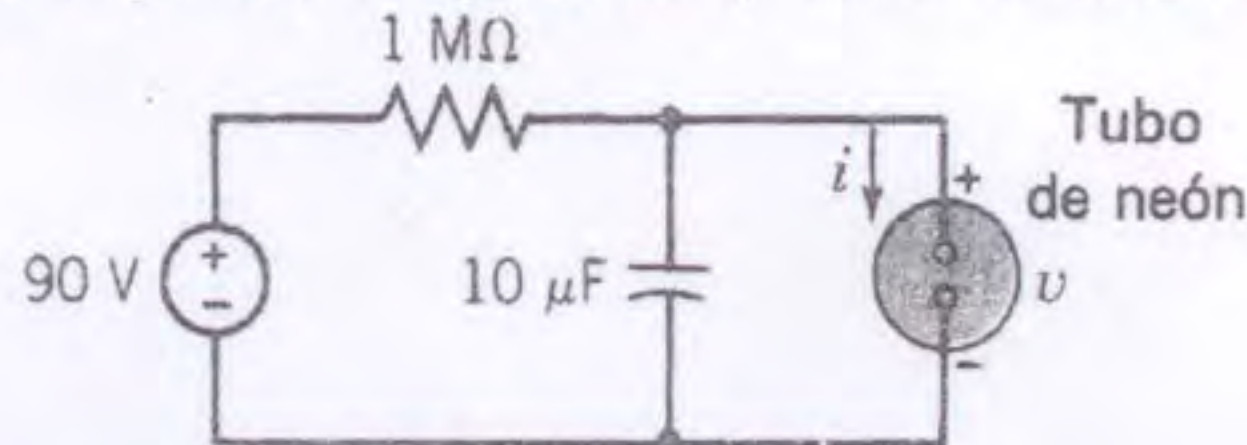 1 MΩ
Tubo
de neón
i
+
+
-
90 V
10 μF
v
-